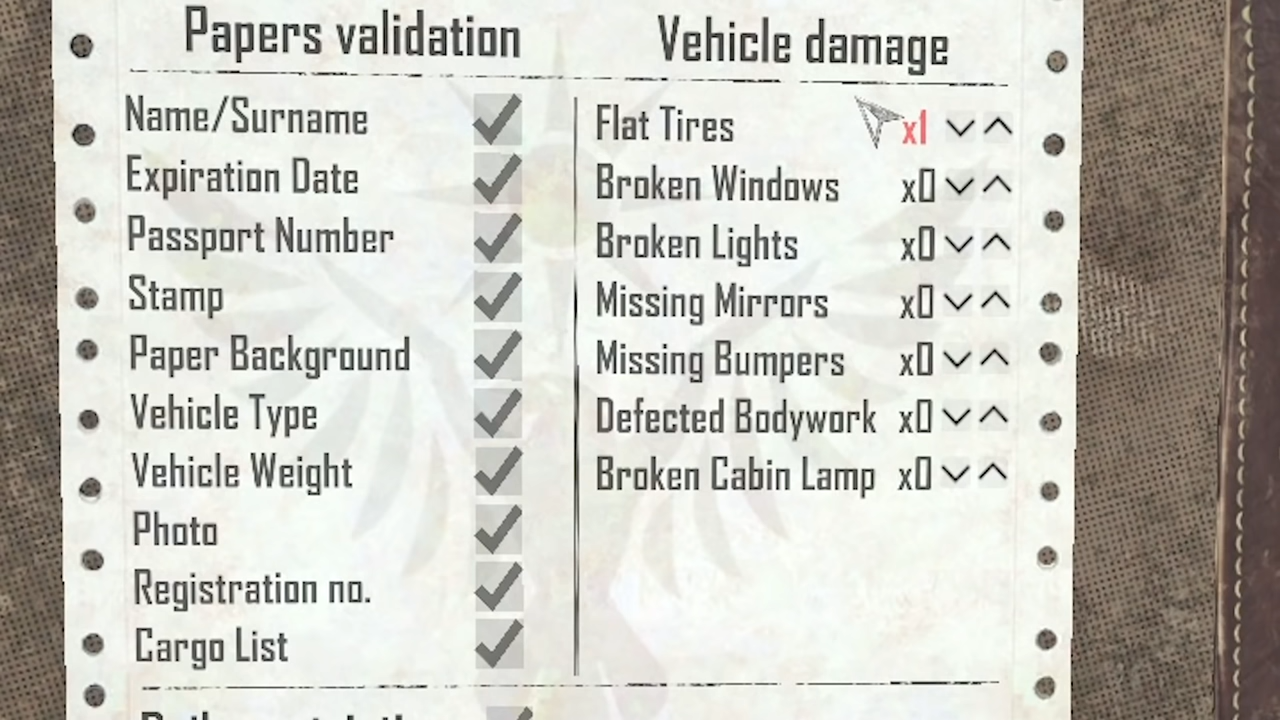 Papers validation
Name/Surname
Expiration Date
Passport Number
Stamp
Paper Background
Vehicle Type
Vehicle Weight
Photo
Registration no.
Cargo List
Vehicle damage
Flat Tires x1
Broken Windows x0
Broken Lights x0
Missing Mirrors x0
Missing Bumpers x0
Defected Bodywork x0
Broken Cabin Lamp x0